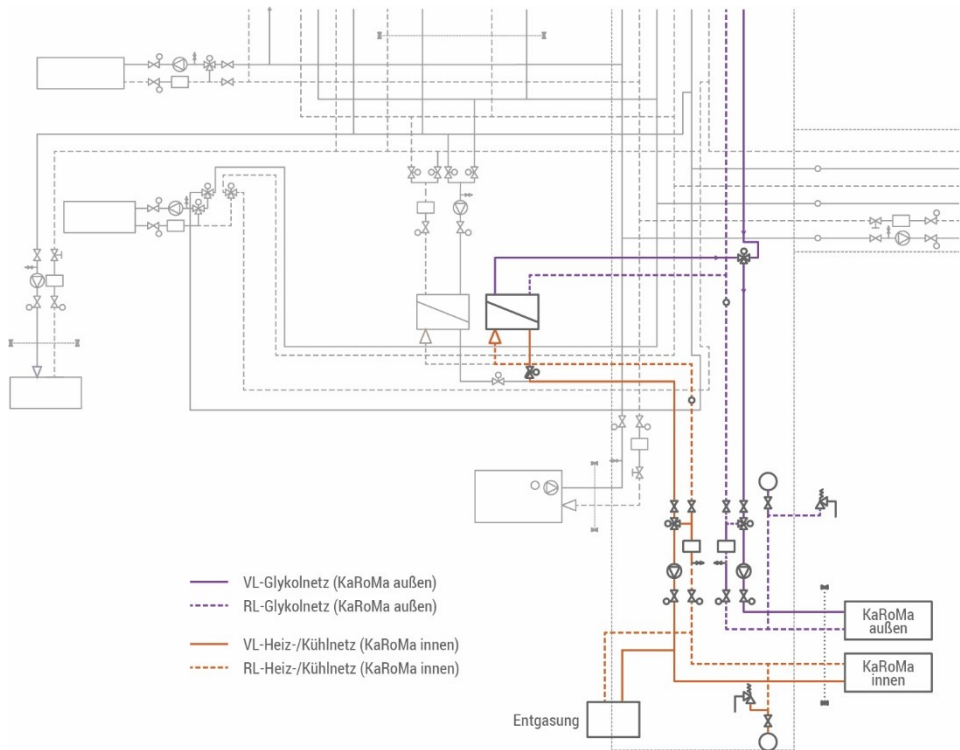 VL-Glykolnetz (KaRoMa außen)
RL-Glykolnetz (KaRoMa außen)
VL-Heiz-/Kühlnetz (KaRoMa innen)
RL-Heiz-/Kühlnetz (KaRoMa innen)
KaRoMa
außen
KaRoMa
innen
Entgasung